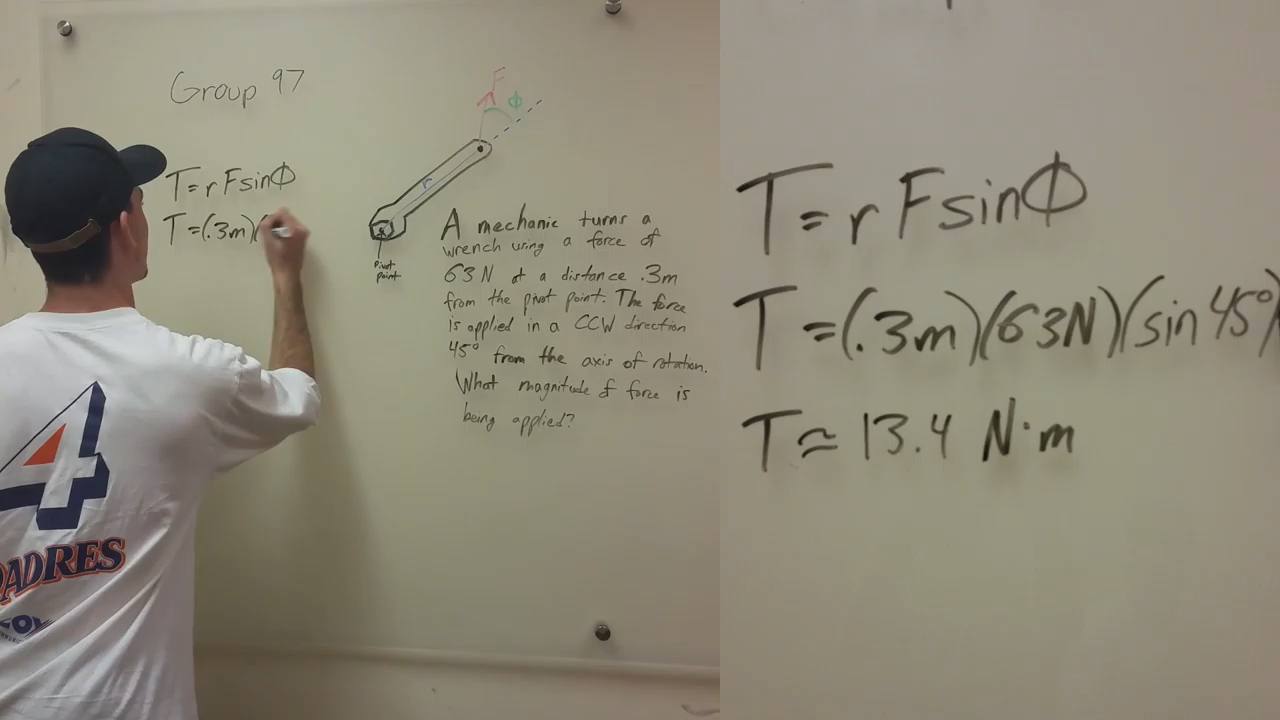 Group 97
F
Φ
T=rFsinΦ
T=(.3m)(
r
Pivot
point
A mechanic turns a
wrench using a force of
63N at a distance .3m
from the pivot point. The force
is applied in a CCW direction
45° from the axis of rotation.
What magnitude of force is
being applied?
4
PADRES
COX
T=rFsinΦ
T=(.3m)(63N)(sin45°)
T≈13.4 N·m